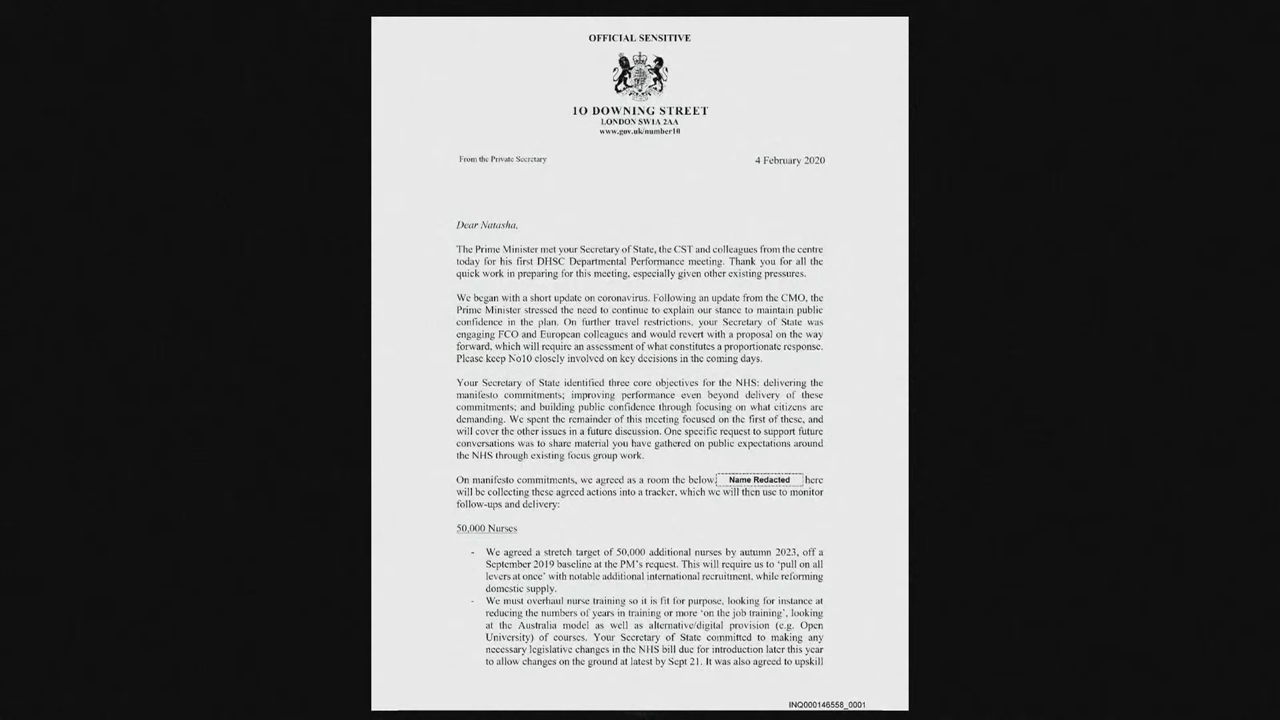 OFFICIAL SENSITIVE
10 DOWNING STREET
LONDON SW1A 2AA
www.gov.uk/number10
From the Private Secretary
4 February 2020
Dear Natasha,
The Prime Minister met your Secretary of State, the CST and colleagues from the centre
today for his first DHSC Departmental Performance meeting. Thank you for all the
quick work in preparing for this meeting, especially given other existing pressures.
We began with a short update on coronavirus. Following an update from the CMO, the
Prime Minister stressed the need to continue to explain our stance to maintain public
confidence in the plan. On further travel restrictions, your Secretary of State was
engaging FCO and European colleagues and would revert with a proposal on the way
forward, which will require an assessment of what constitutes a proportionate response.
Please keep No10 closely involved on key decisions in the coming days.
Your Secretary of State identified three core objectives for the NHS: delivering the
manifesto commitments; improving performance even beyond delivery of these
commitments; and building public confidence through focusing on what citizens are
demanding. We spent the remainder of this meeting focused on the first of these, and
will cover the other issues in a future discussion. One specific request to support future
conversations was to share material you have gathered on public expectations around
the NHS through existing focus group work.
On manifesto commitments, we agreed as a room the below. Name Redacted here
will be collecting these agreed actions into a tracker, which we will then use to monitor
follow-ups and delivery:
50,000 Nurses
- We agreed a stretch target of 50,000 additional nurses by autumn 2023, off a
September 2019 baseline at the PM's request. This will require us to 'pull on all
levers at once' with notable additional international recruitment, while reforming
domestic supply.
- We must overhaul nurse training so it is fit for purpose, looking for instance at
reducing the numbers of years in training or more 'on the job training', looking
at the Australia model as well as alternative/digital provision (e.g. Open
University) of courses. Your Secretary of State committed to making any
necessary legislative changes in the NHS bill due for introduction later this year
to allow changes on the ground at latest by Sept 21. It was also agreed to upskill
INQ000146558_0001